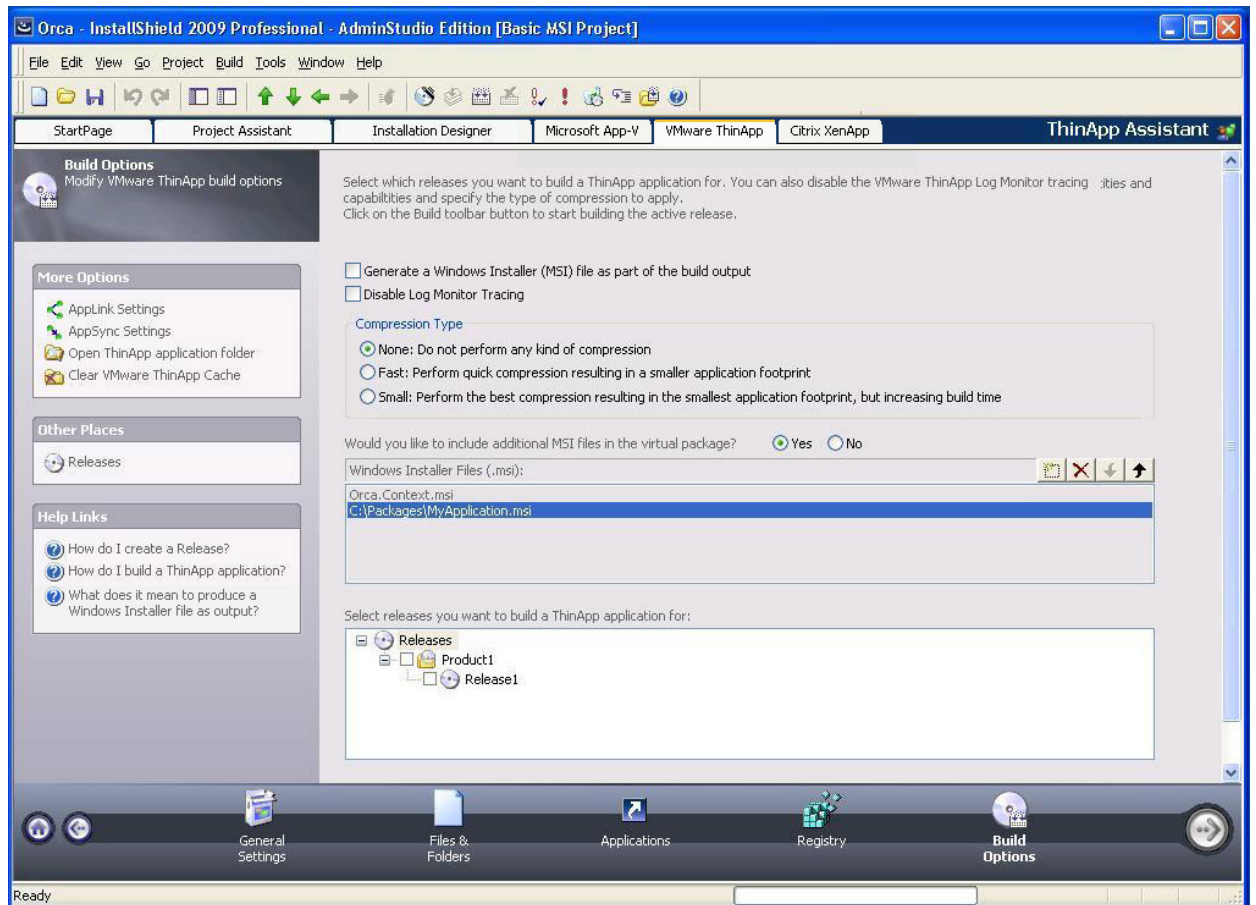 Orca - InstallShield 2009 Professional - AdminStudio Edition [Basic MSI Project]
File Edit View Go Project Build Tools Window Help
StartPage Project Assistant Installation Designer Microsoft App-V VMware ThinApp Citrix XenApp ThinApp Assistant
Build Options
Modify VMware ThinApp build options
Select which releases you want to build a ThinApp application for. You can also disable the VMware ThinApp Log Monitor tracing :ities and
capabiltities and specify the type of compression to apply.
Click on the Build toolbar button to start building the active release.
More Options
AppLink Settings
AppSync Settings
Open ThinApp application folder
Clear VMware ThinApp Cache
Other Places
Releases
Help Links
How do I create a Release?
How do I build a ThinApp application?
What does it mean to produce a
Windows Installer file as output?
Generate a Windows Installer (MSI) file as part of the build output
Disable Log Monitor Tracing
Compression Type
None: Do not perform any kind of compression
Fast: Perform quick compression resulting in a smaller application footprint
Small: Perform the best compression resulting in the smallest application footprint, but increasing build time
Would you like to include additional MSI files in the virtual package? Yes No
Windows Installer Files (.msi):
Orca.Context.msi
C:\Packages\MyApplication.msi
Select releases you want to build a ThinApp application for:
Releases
Product1
Release1
General
Settings
Files &
Folders
Applications
Registry
Build
Options
Ready